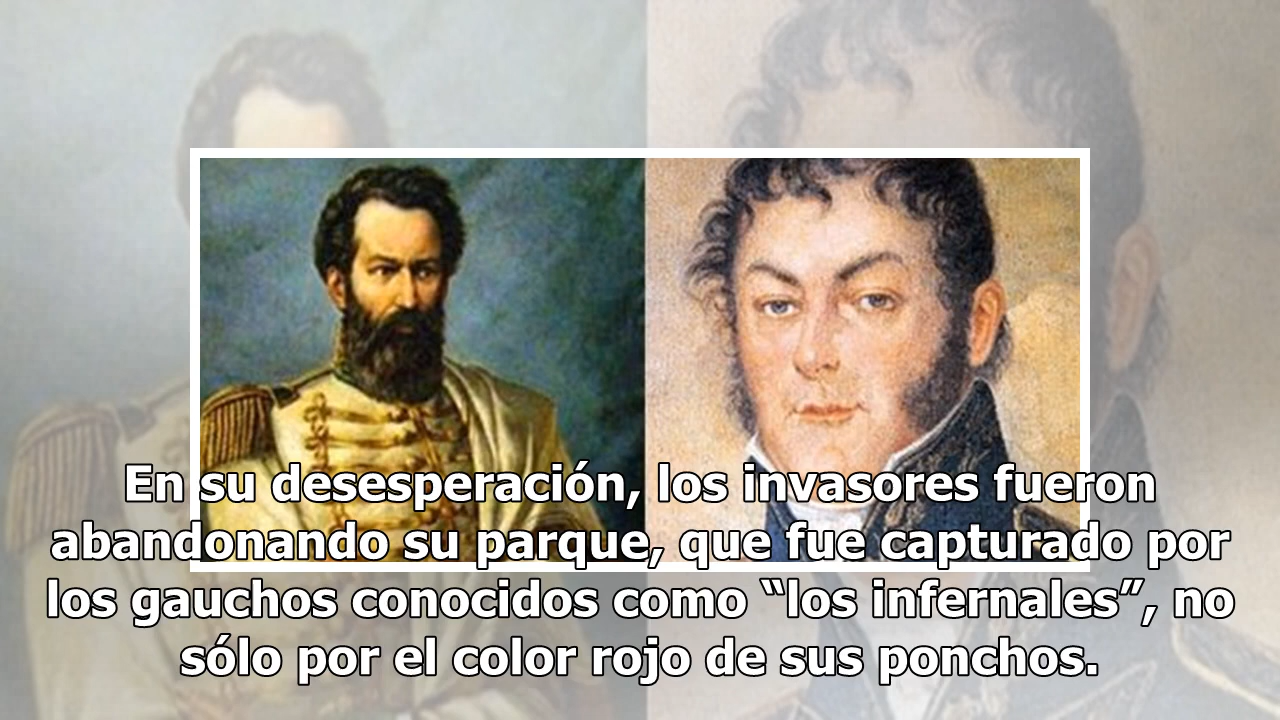 En su desesperación, los invasores fueron
abandonando su parque, que fue capturado por
los gauchos conocidos como “los infernales”, no
sólo por el color rojo de sus ponchos.